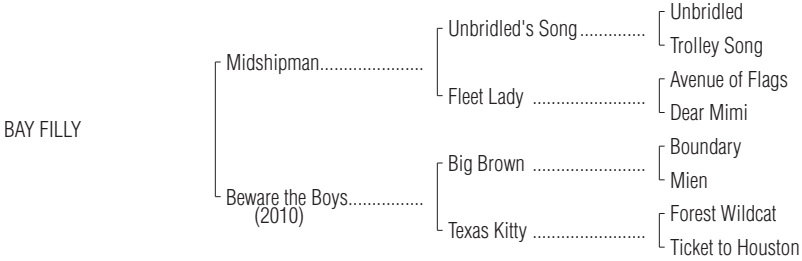 Unbridled
Unbridled's Song..............
Trolley Song
Midshipman......................
Avenue of Flags
Fleet Lady ........................
Dear Mimi
BAY FILLY
Boundary
Big Brown ........................
Mien
Beware the Boys................
(2010)
Forest Wildcat
Texas Kitty ........................
Ticket to Houston